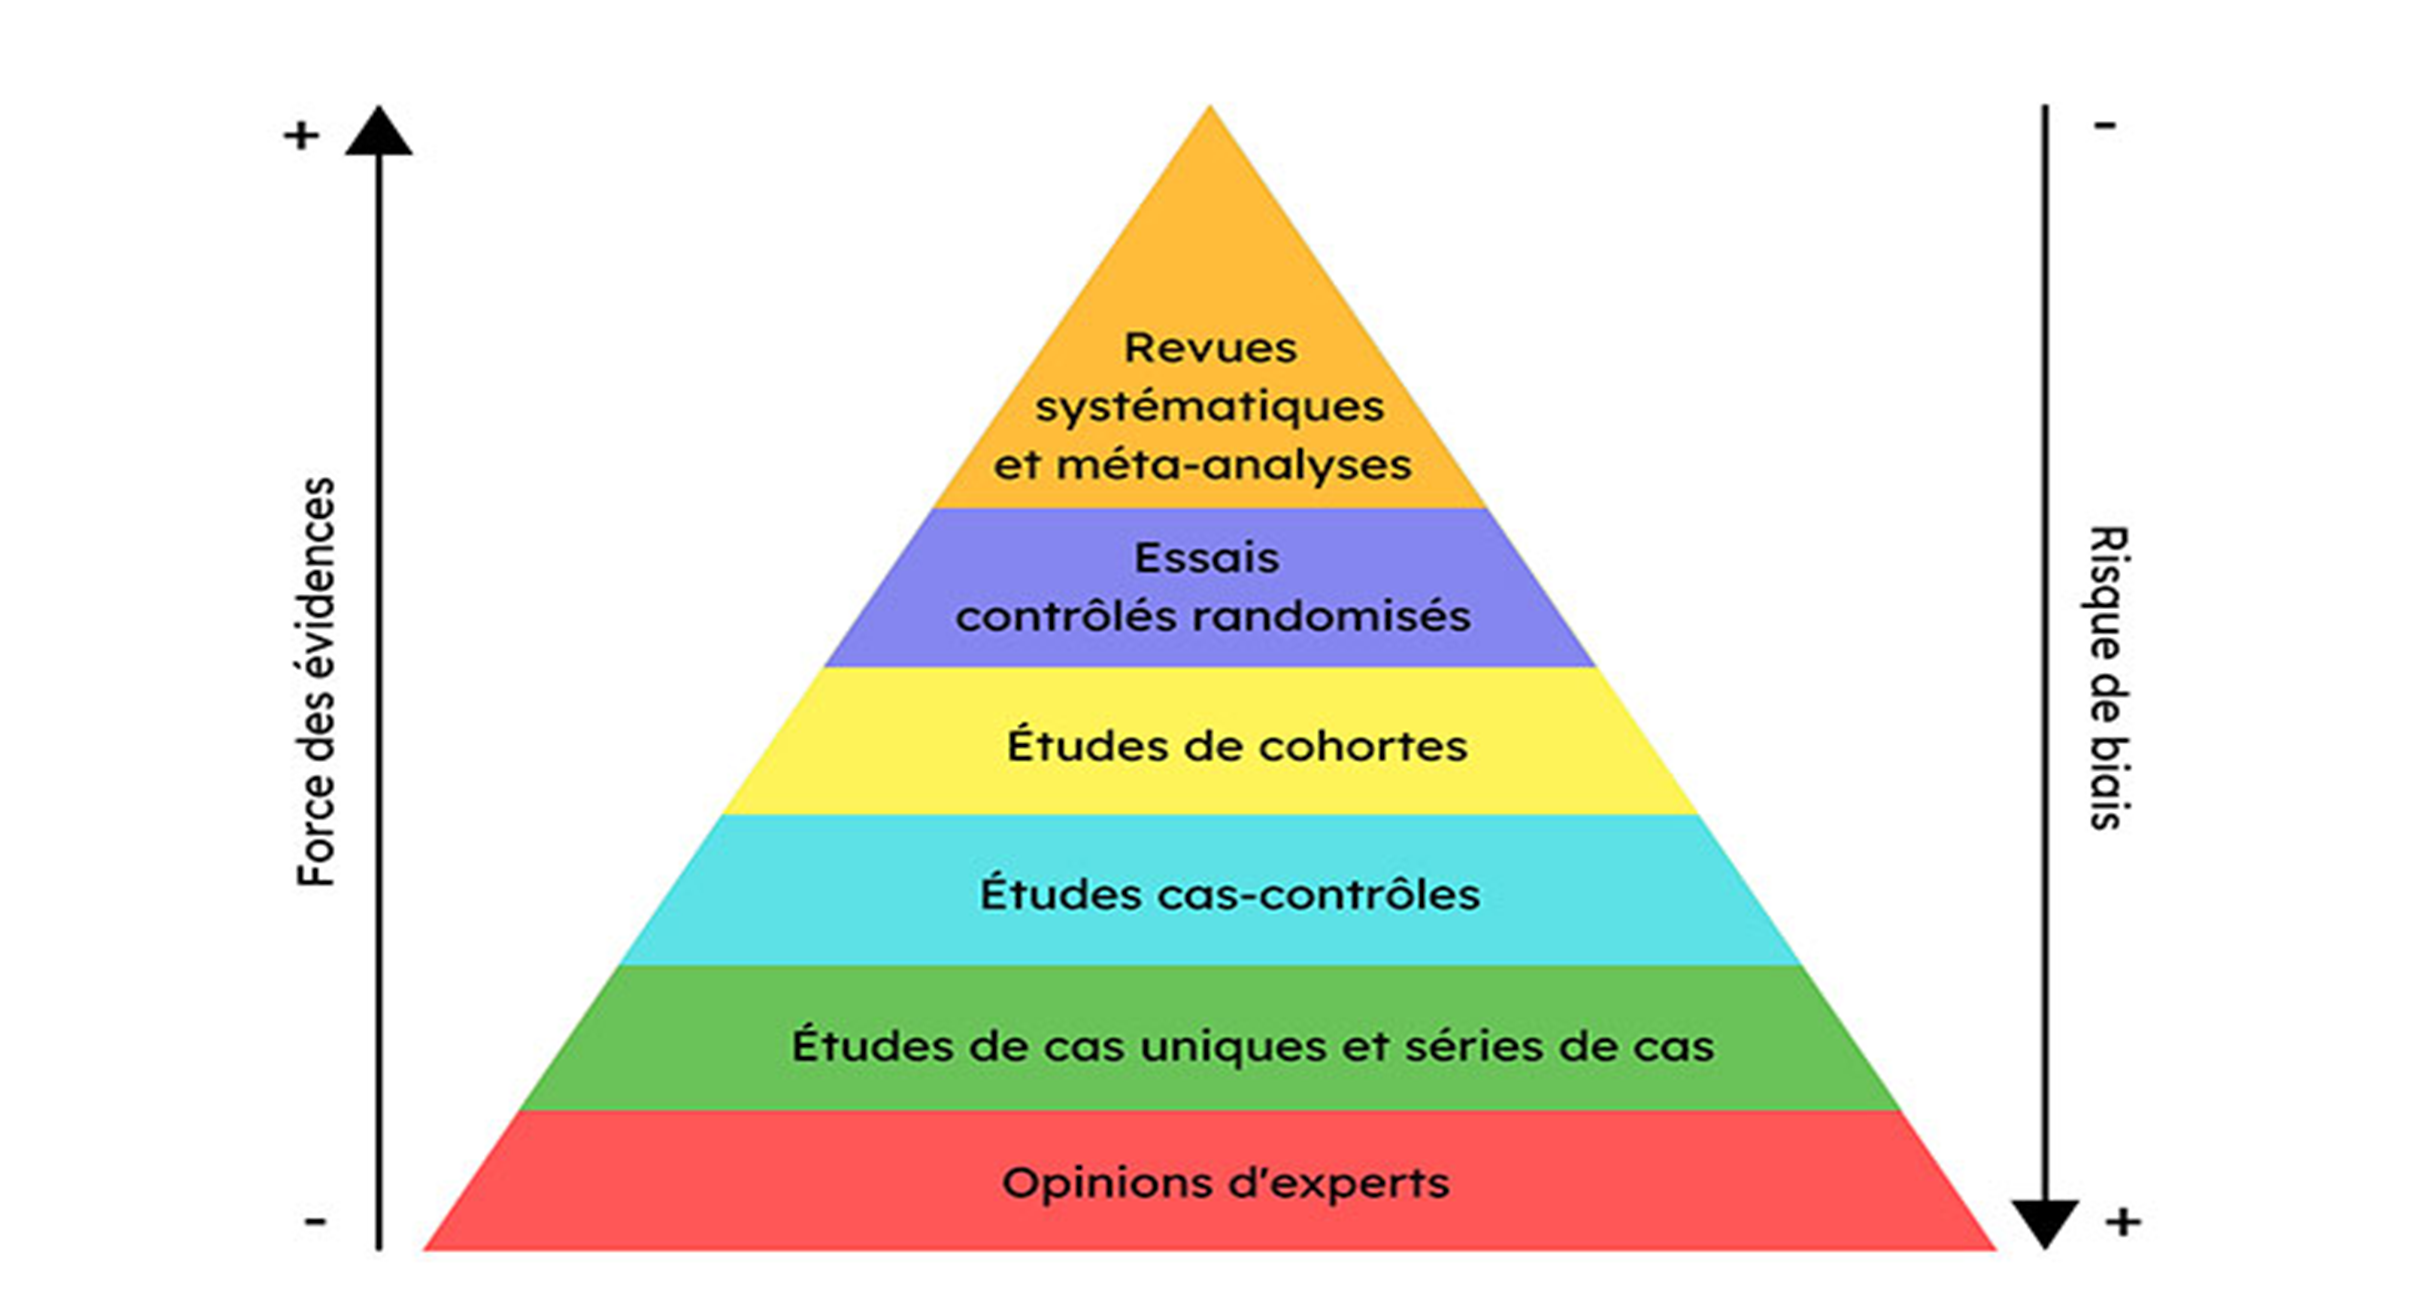 +
-
Revues
systématiques
et méta-analyses
Essais
contrôlés randomisés
Force des évidences
Risque de biais
Études de cohortes
Études cas-contrôles
Études de cas uniques et séries de cas
Opinions d'experts
-
+